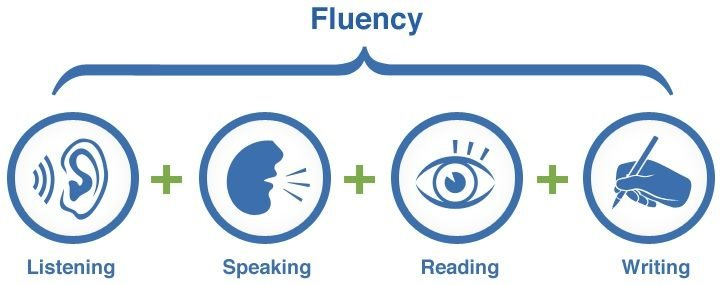 Fluency
Listening
Speaking
Reading
Writing